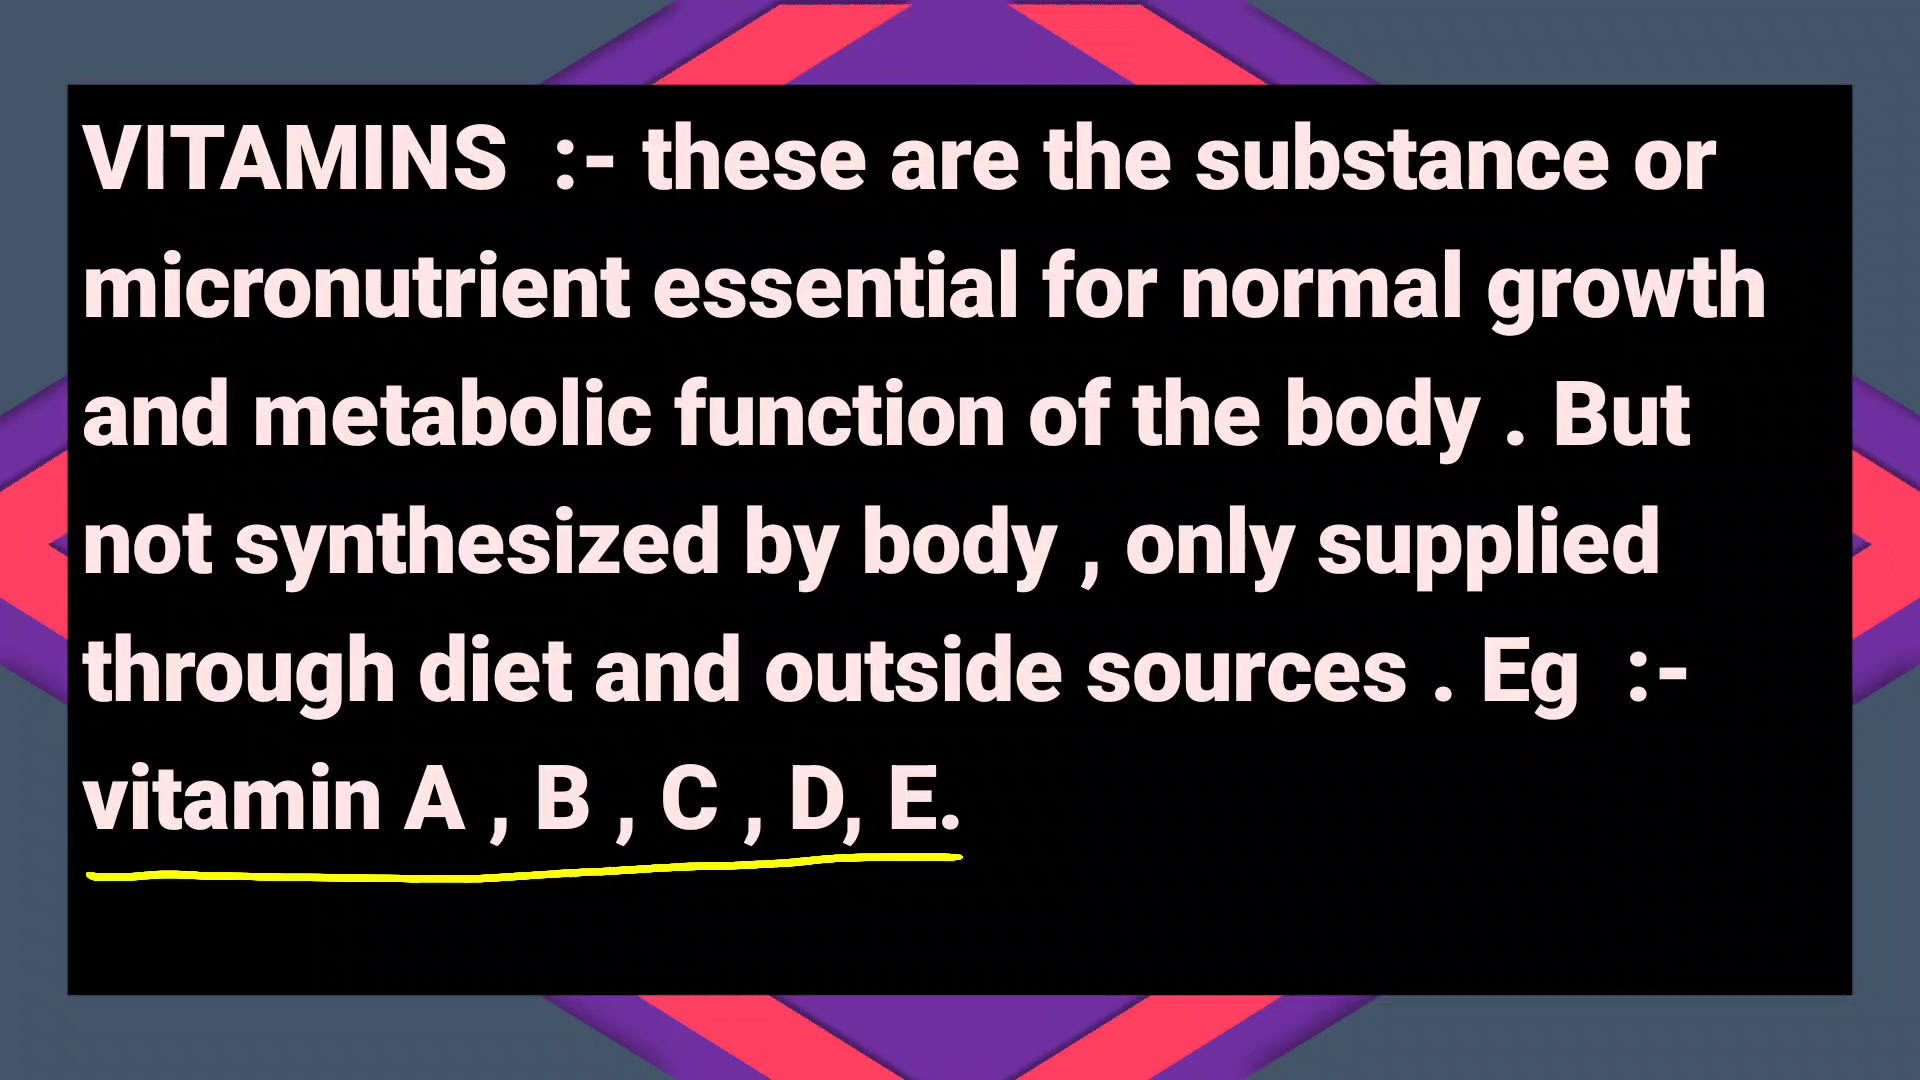 VITAMINS :- these are the substance or
micronutrient essential for normal growth
and metabolic function of the body . But
not synthesized by body , only supplied
through diet and outside sources . Eg :-
vitamin A , B , C , D, E.